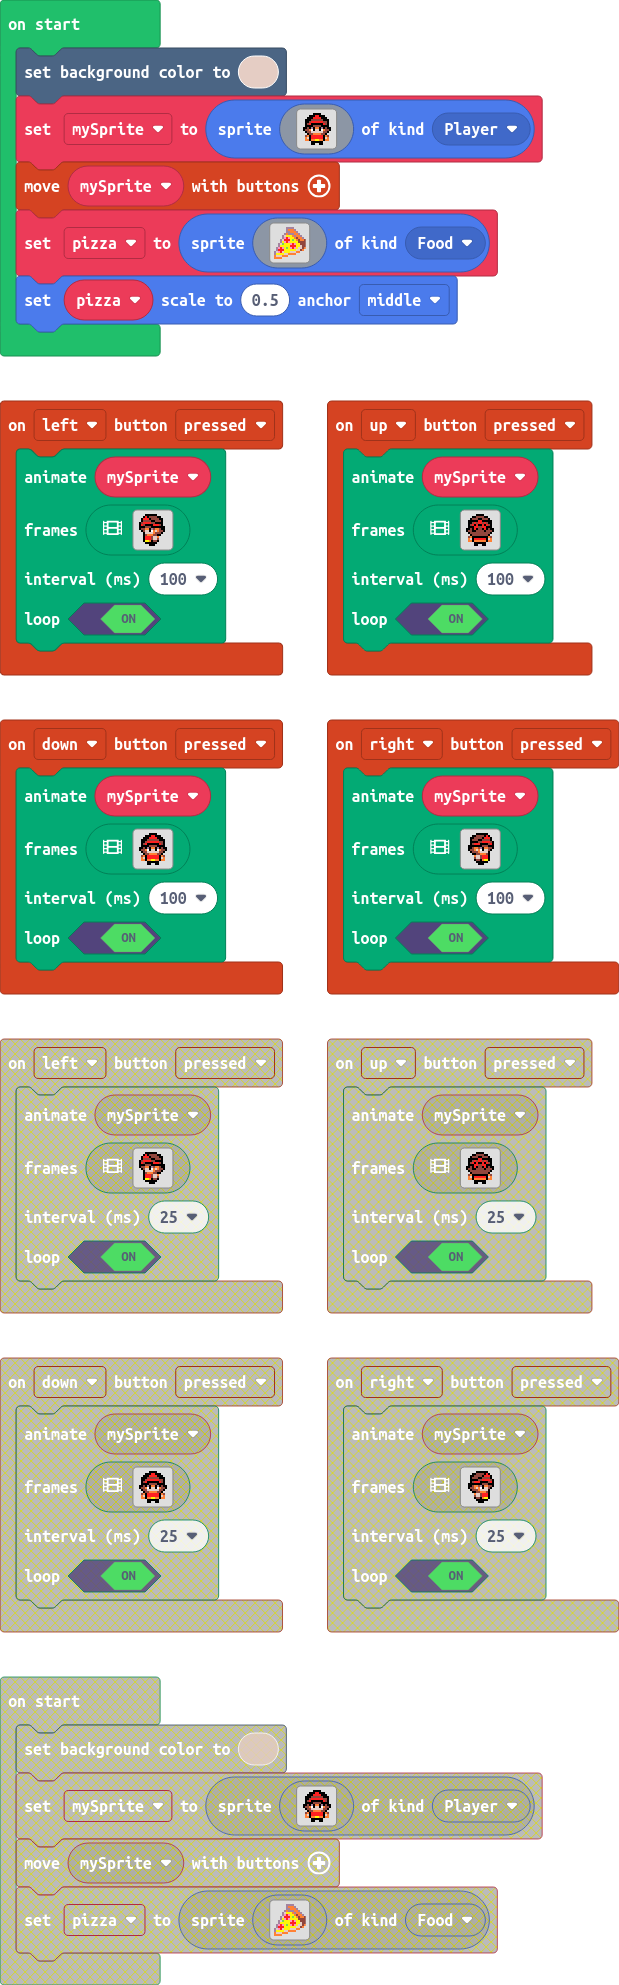 on start
set background color to
set mySprite to sprite of kind Player
move mySprite with buttons
set pizza to sprite of kind Food
set pizza scale to 0.5 anchor middle
on left button pressed
animate mySprite
frames
interval (ms) 100
loop ON
on up button pressed
animate mySprite
frames
interval (ms) 100
loop ON
on down button pressed
animate mySprite
frames
interval (ms) 100
loop ON
on right button pressed
animate mySprite
frames
interval (ms) 100
loop ON
on left button pressed
animate mySprite
frames
interval (ms) 25
loop ON
on up button pressed
animate mySprite
frames
interval (ms) 25
loop ON
on down button pressed
animate mySprite
frames
interval (ms) 25
loop ON
on right button pressed
animate mySprite
frames
interval (ms) 25
loop ON
on start
set background color to
set mySprite to sprite of kind Player
move mySprite with buttons
set pizza to sprite of kind Food